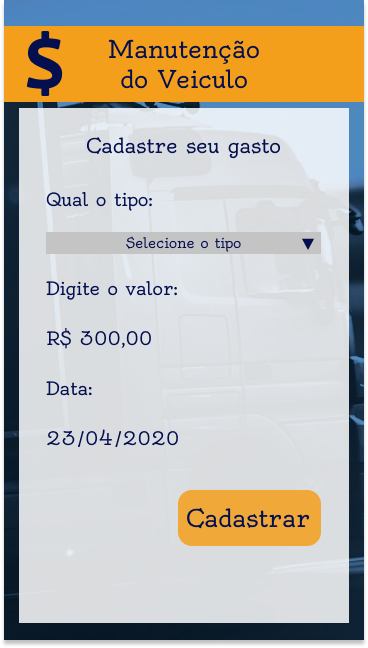 $
Manutenção
do Veiculo
Cadastre seu gasto
Qual o tipo:
Selecione o tipo ▼
Digite o valor:
R$ 300,00
Data:
23/04/2020
Cadastrar